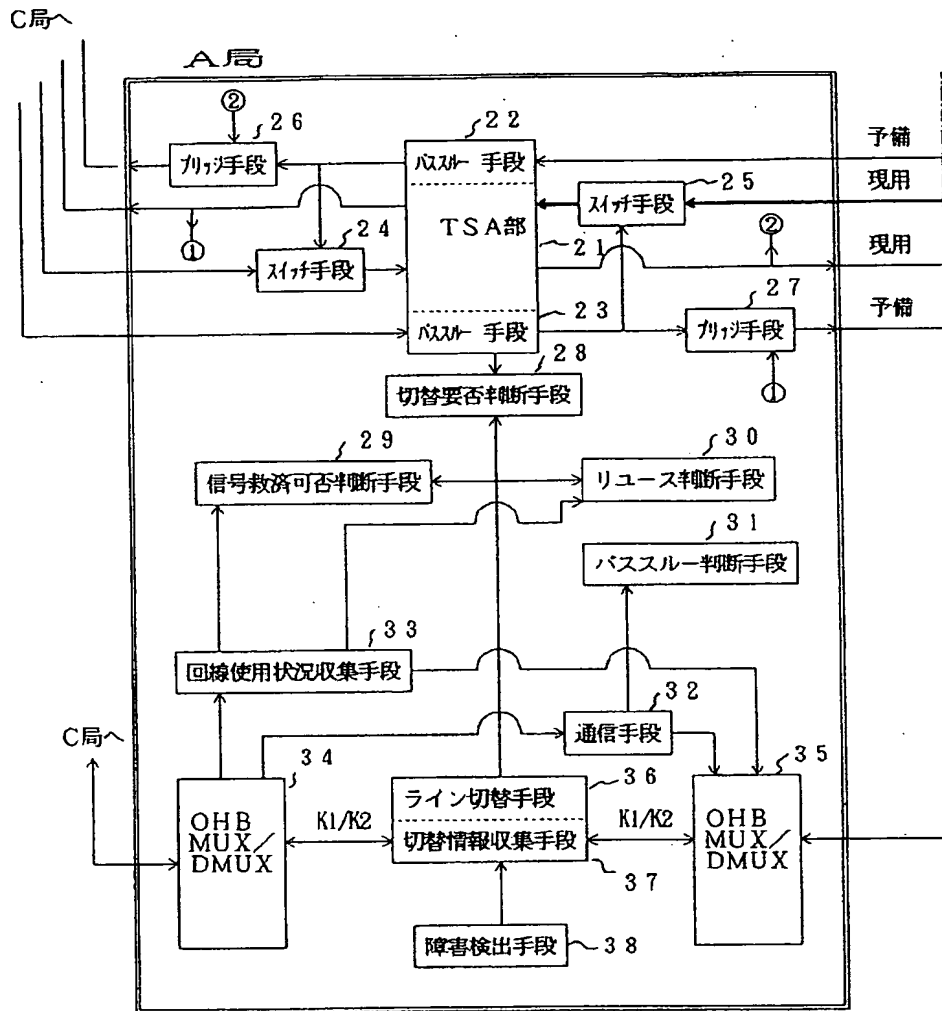 C局へ
A局
②
26
22
ブリッジ手段
パススルー 手段
予備
25
現用
スイッチ手段
TSA部
②
①
24
21
現用
スイッチ手段
27
23
予備
パススルー 手段
ブリッジ手段
28
①
切替要否判断手段
29
30
信号救済可否判断手段
リユース判断手段
31
パススルー判断手段
33
回線使用状況収集手段
32
通信手段
C局へ
34
35
36
OHB
MUX/
DMUX
K1/K2
ライン切替手段
切替情報収集手段
K1/K2
OHB
MUX/
DMUX
37
障害検出手段
38